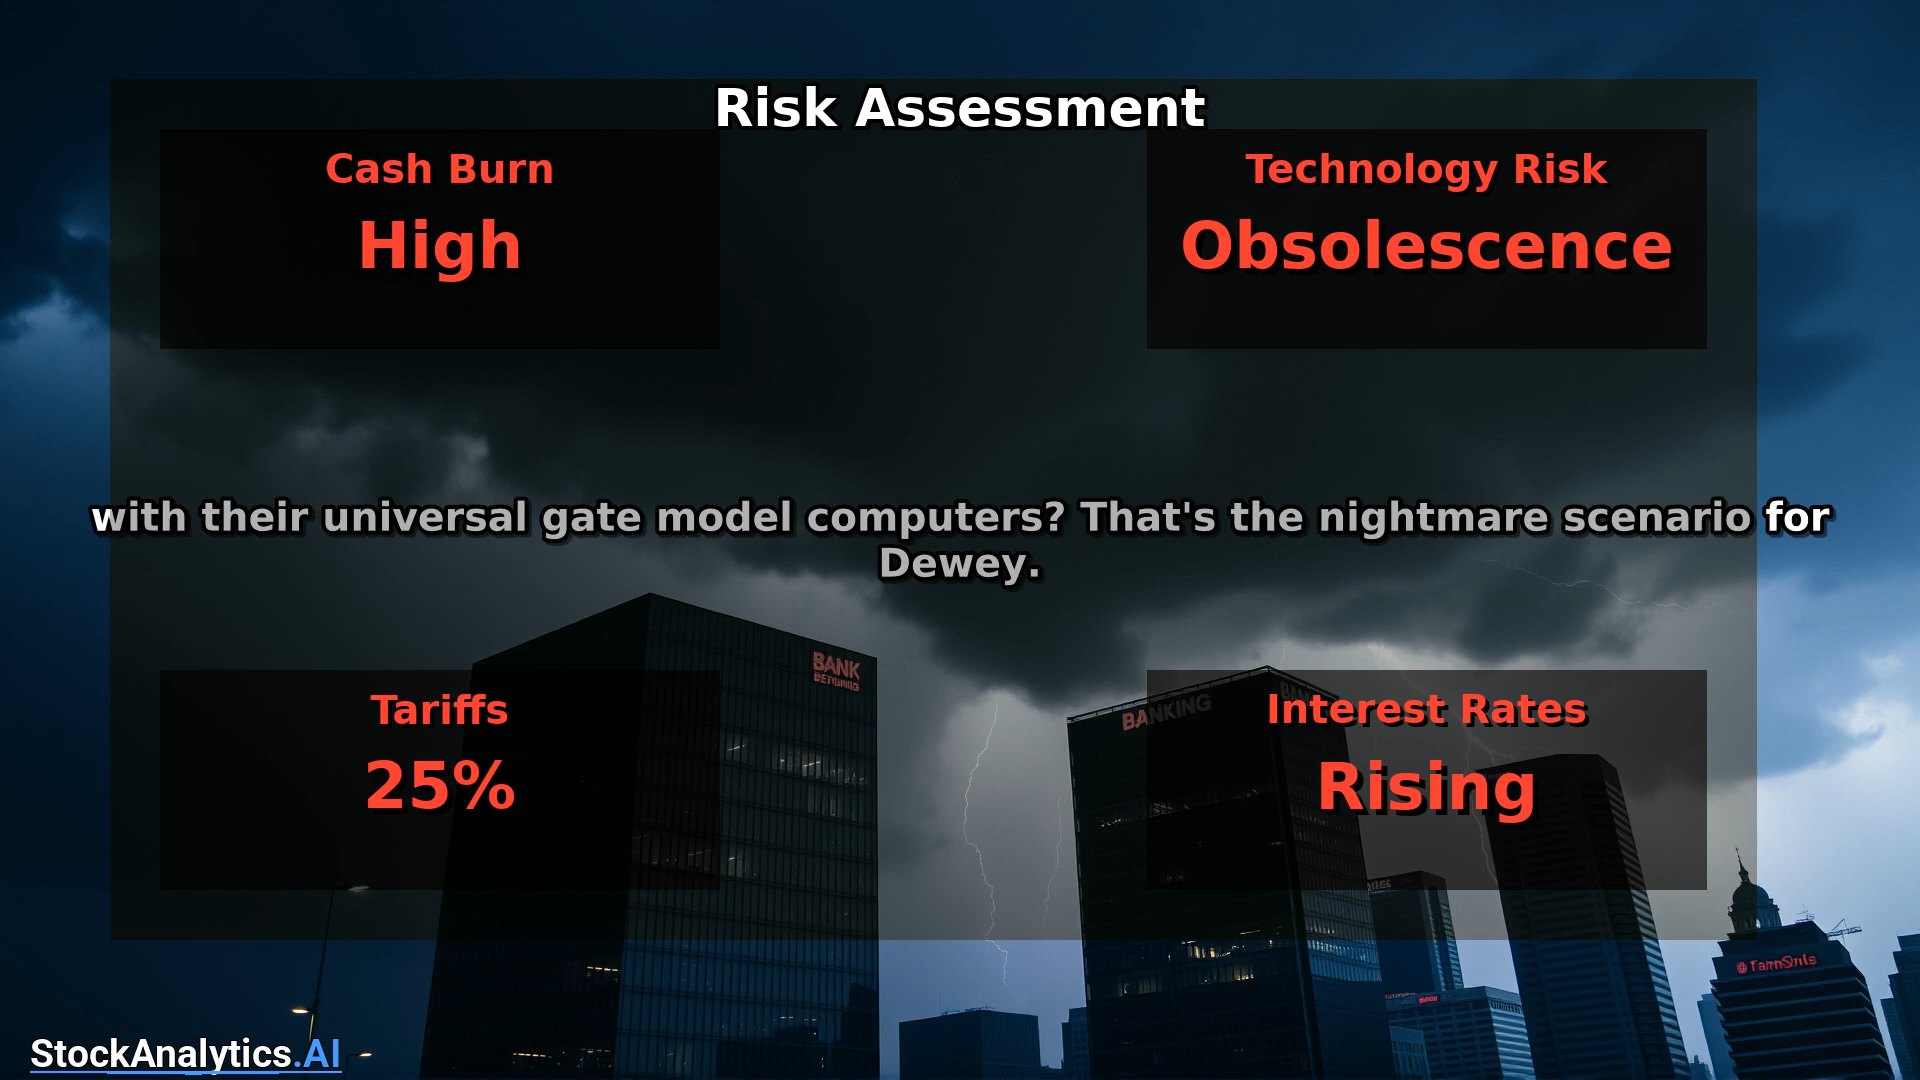 Risk Assessment
Cash Burn
High
Technology Risk
Obsolescence
with their universal gate model computers? That's the nightmare scenario for
Dewey.
BANK
BANKING
Tariffs
25%
Interest Rates
Rising
StockAnalytics.AI